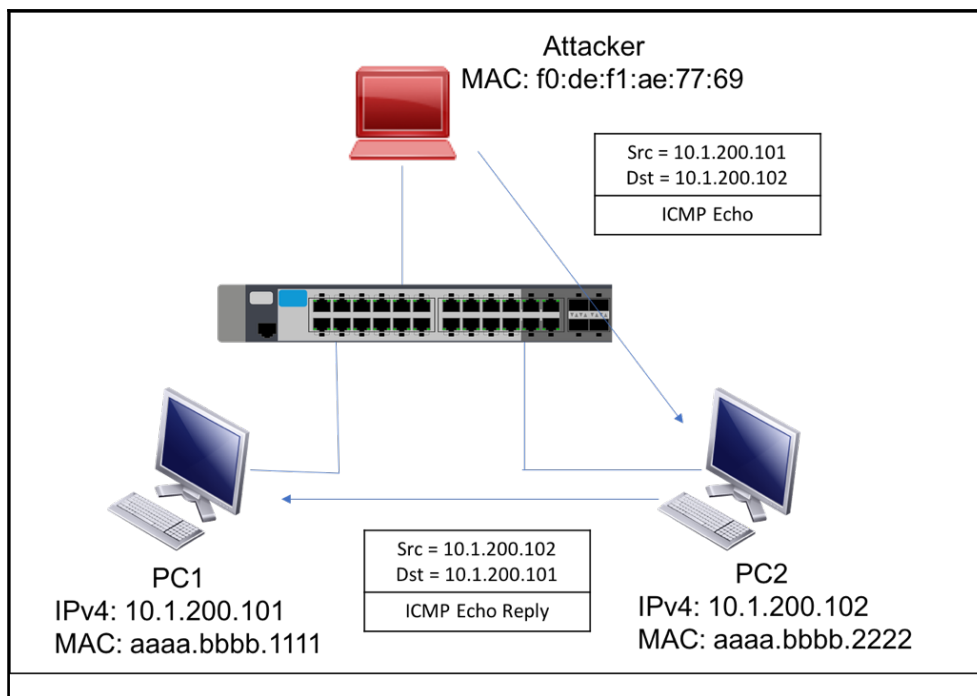 Attacker
MAC: f0:de:f1:ae:77:69
Src = 10.1.200.101
Dst = 10.1.200.102
ICMP Echo
Src = 10.1.200.102
Dst = 10.1.200.101
ICMP Echo Reply
PC1
IPv4: 10.1.200.101
MAC: aaaa.bbbb.1111
PC2
IPv4: 10.1.200.102
MAC: aaaa.bbbb.2222